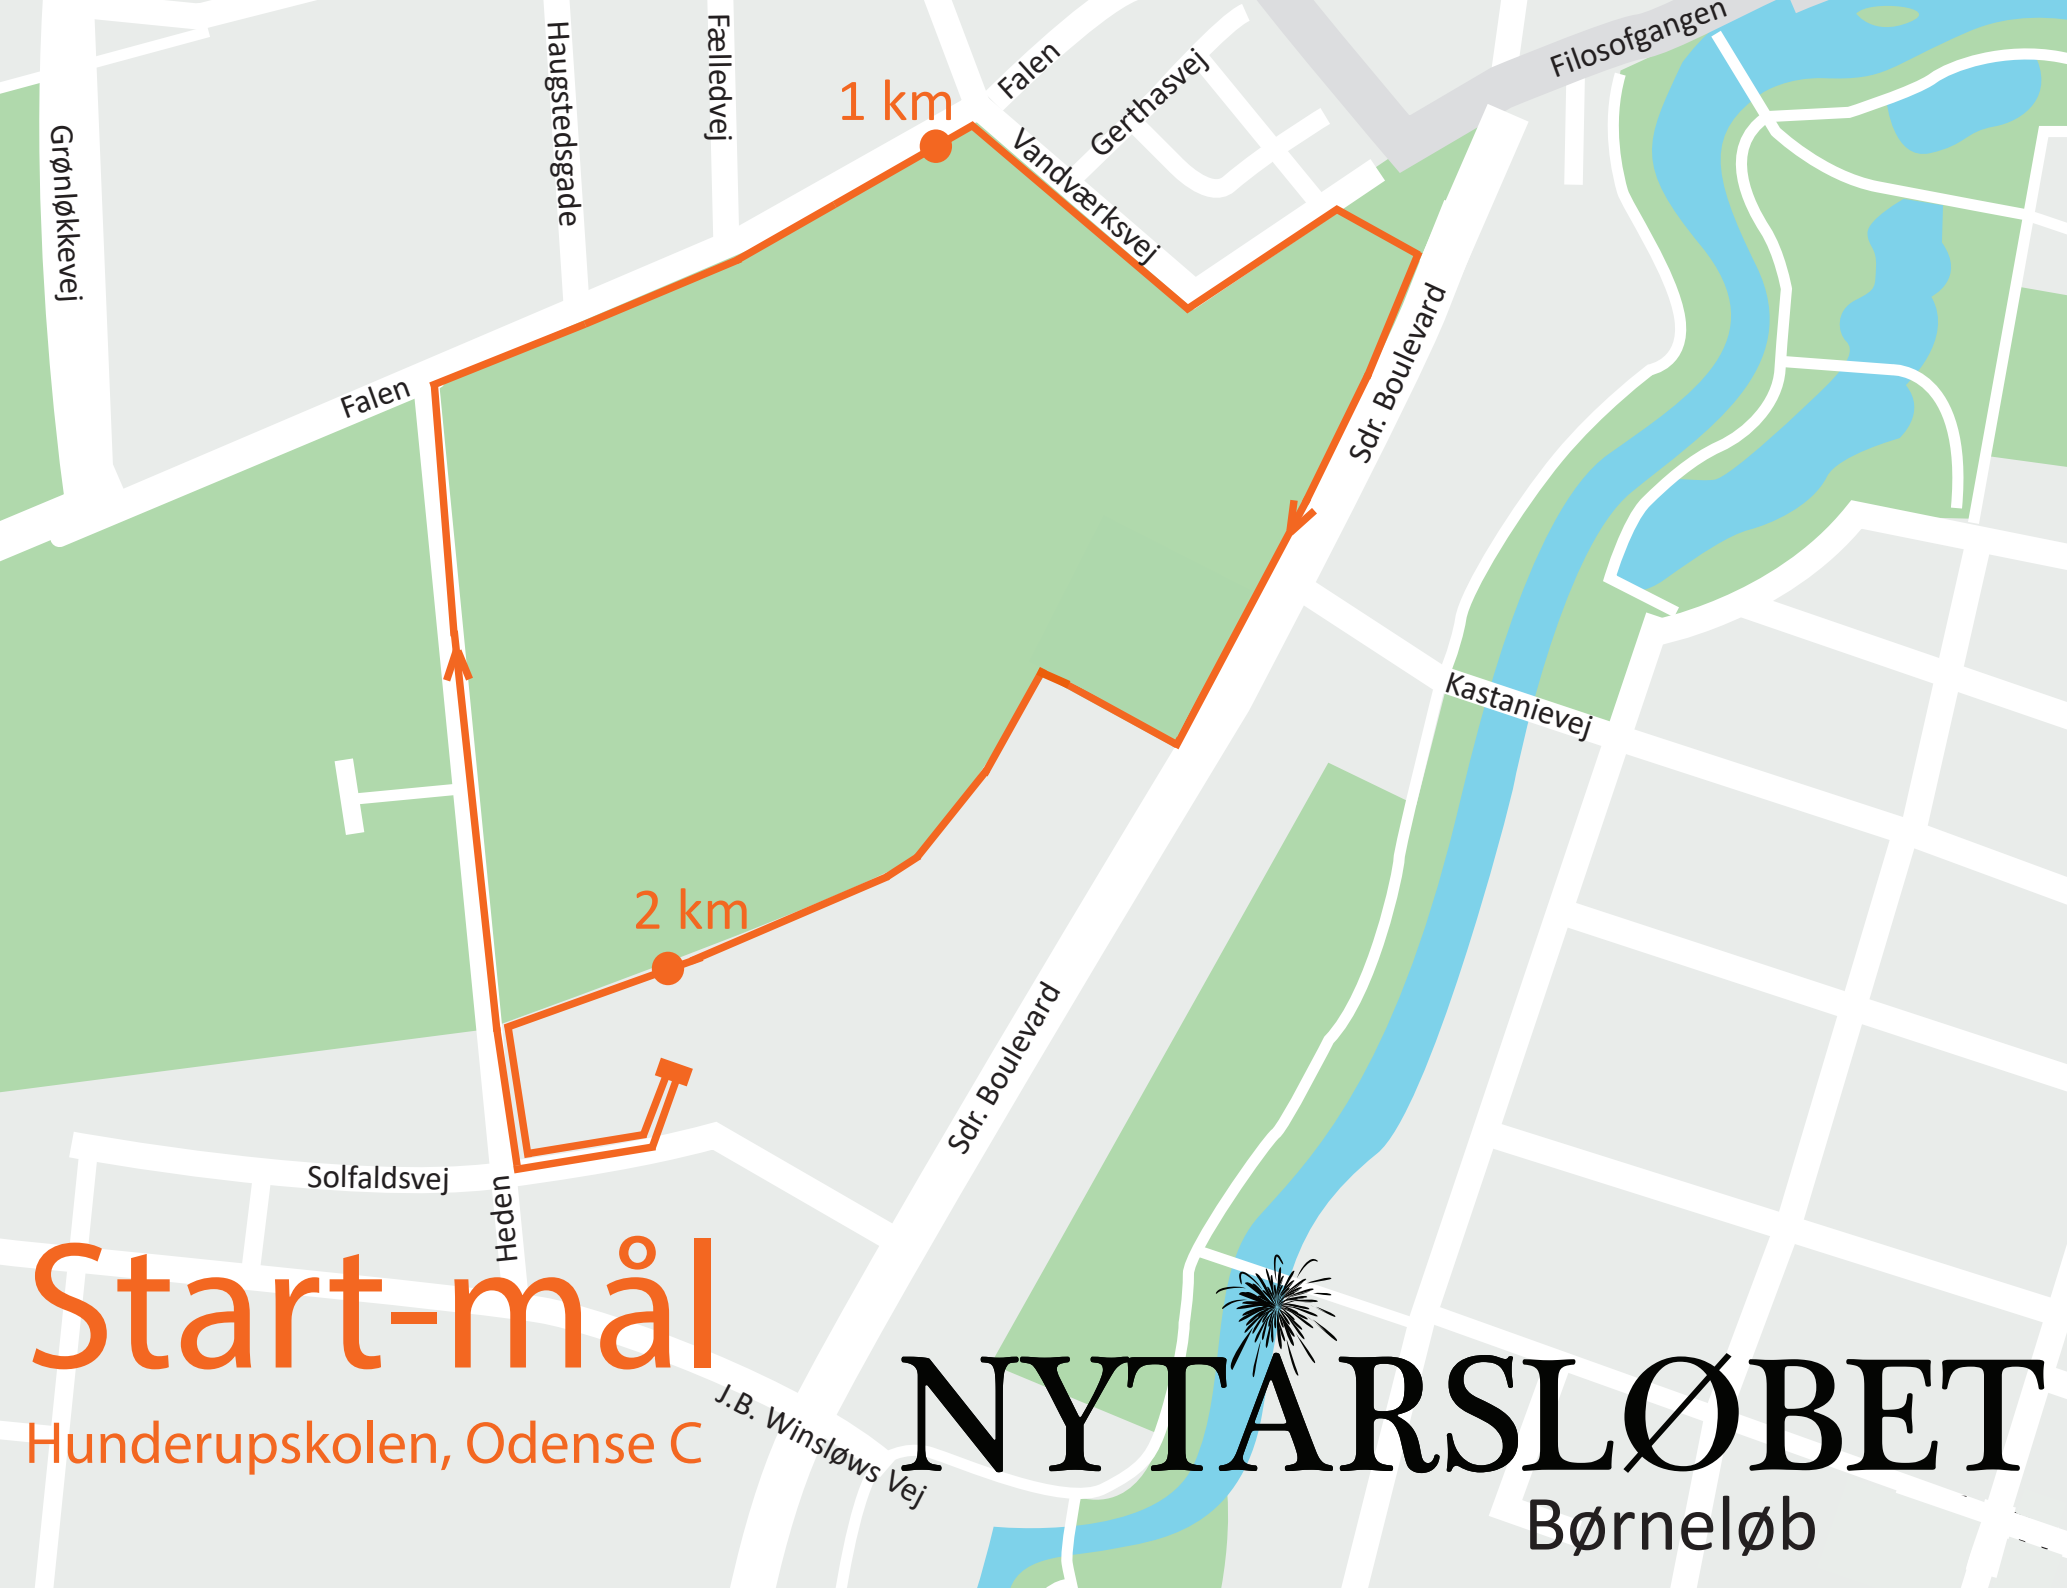 Filosofgangen
Haugstedsgade
Fælledvej
Falen
Gerthasvej
1 km
Vandværksvej
Grønløkkevej
Sdr. Boulevard
Falen
Kastanievej
2 km
Sdr. Boulevard
Solfaldsvej
Heden
Start-mål
Hunderupskolen, Odense C
J.B. Winsløws Vej
NYTÅRSLØBET
Børneløb